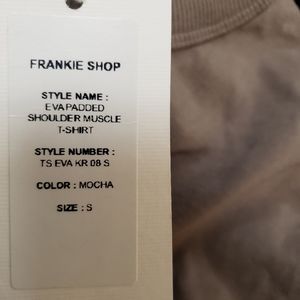 FRANKIE SHOP
STYLE NAME :
EVA PADDED
SHOULDER MUSCLE
T-SHIRT
STYLE NUMBER :
TS EVA KR 08 S
COLOR : MOCHA
SIZE : S